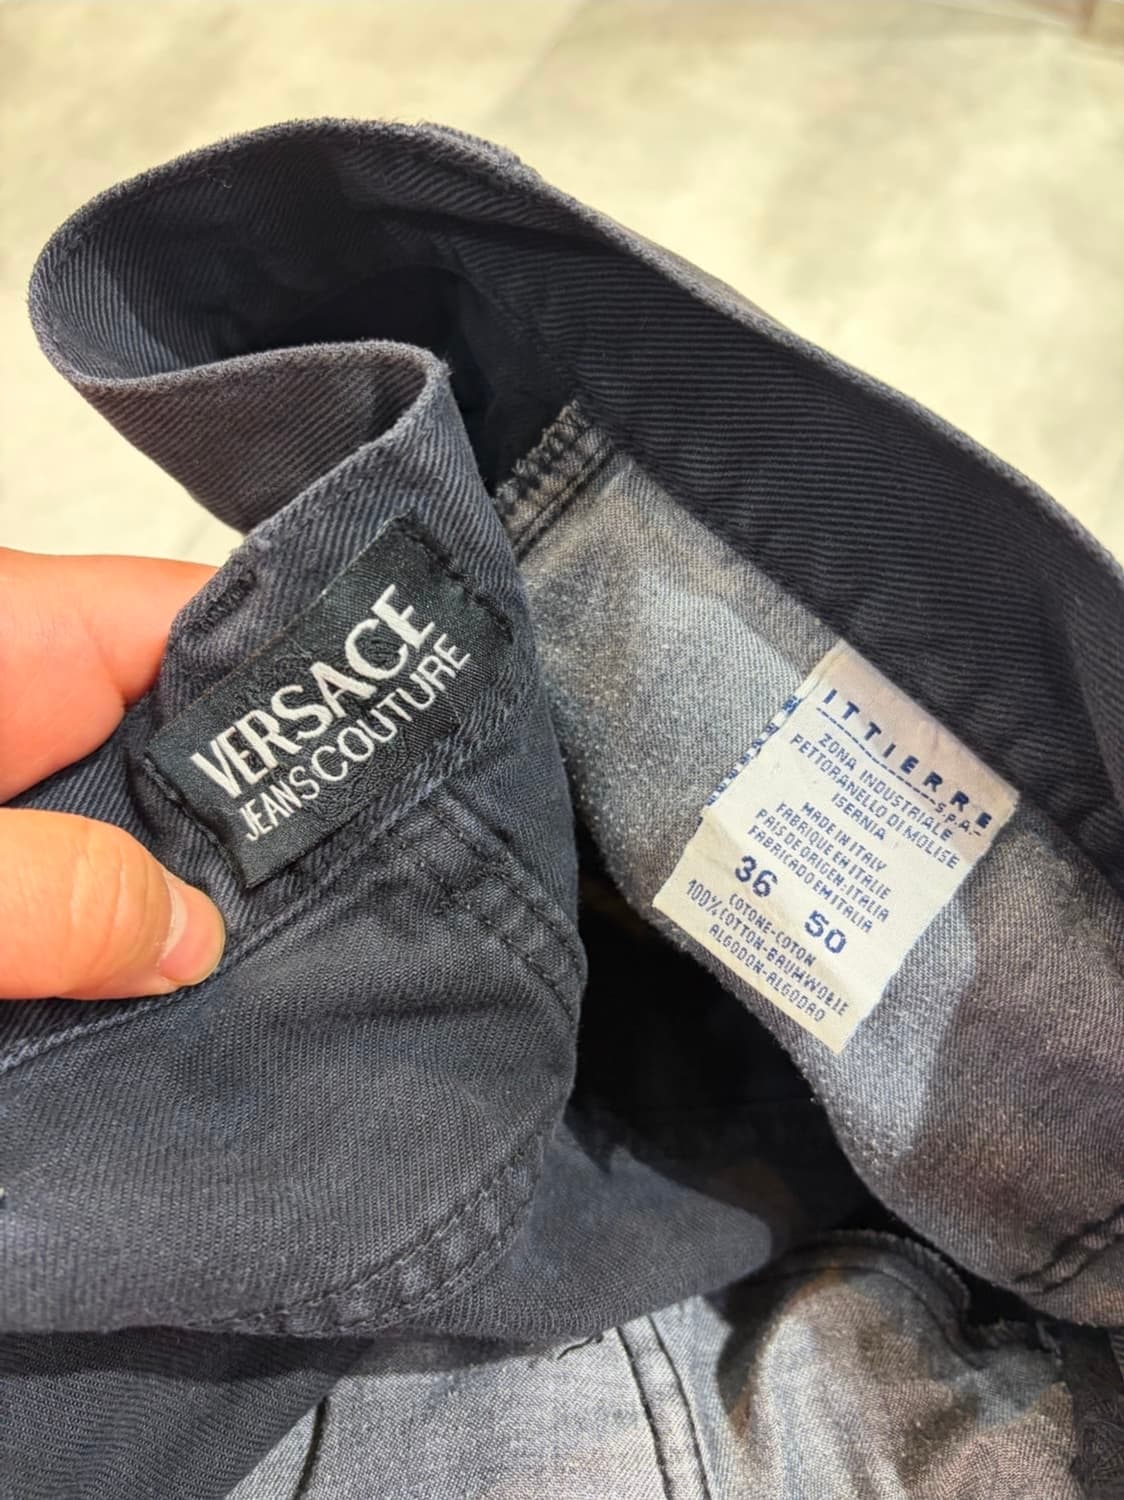 VERSACE
JEANS COUTURE
ITTIERRE
S.P.A.-
ZONA INDUSTRIALE
PETTORANELLO DI MOLISE
ISERNIA
MADE IN ITALY
FABRIQUE EN ITALIE
PAIS DE ORIGEN: ITALIA
FABRICADO EM ITALIA
36 50
COTONE-COTON
100% COTTON-BAUMWOLLE
ALGODON-ALGODAO